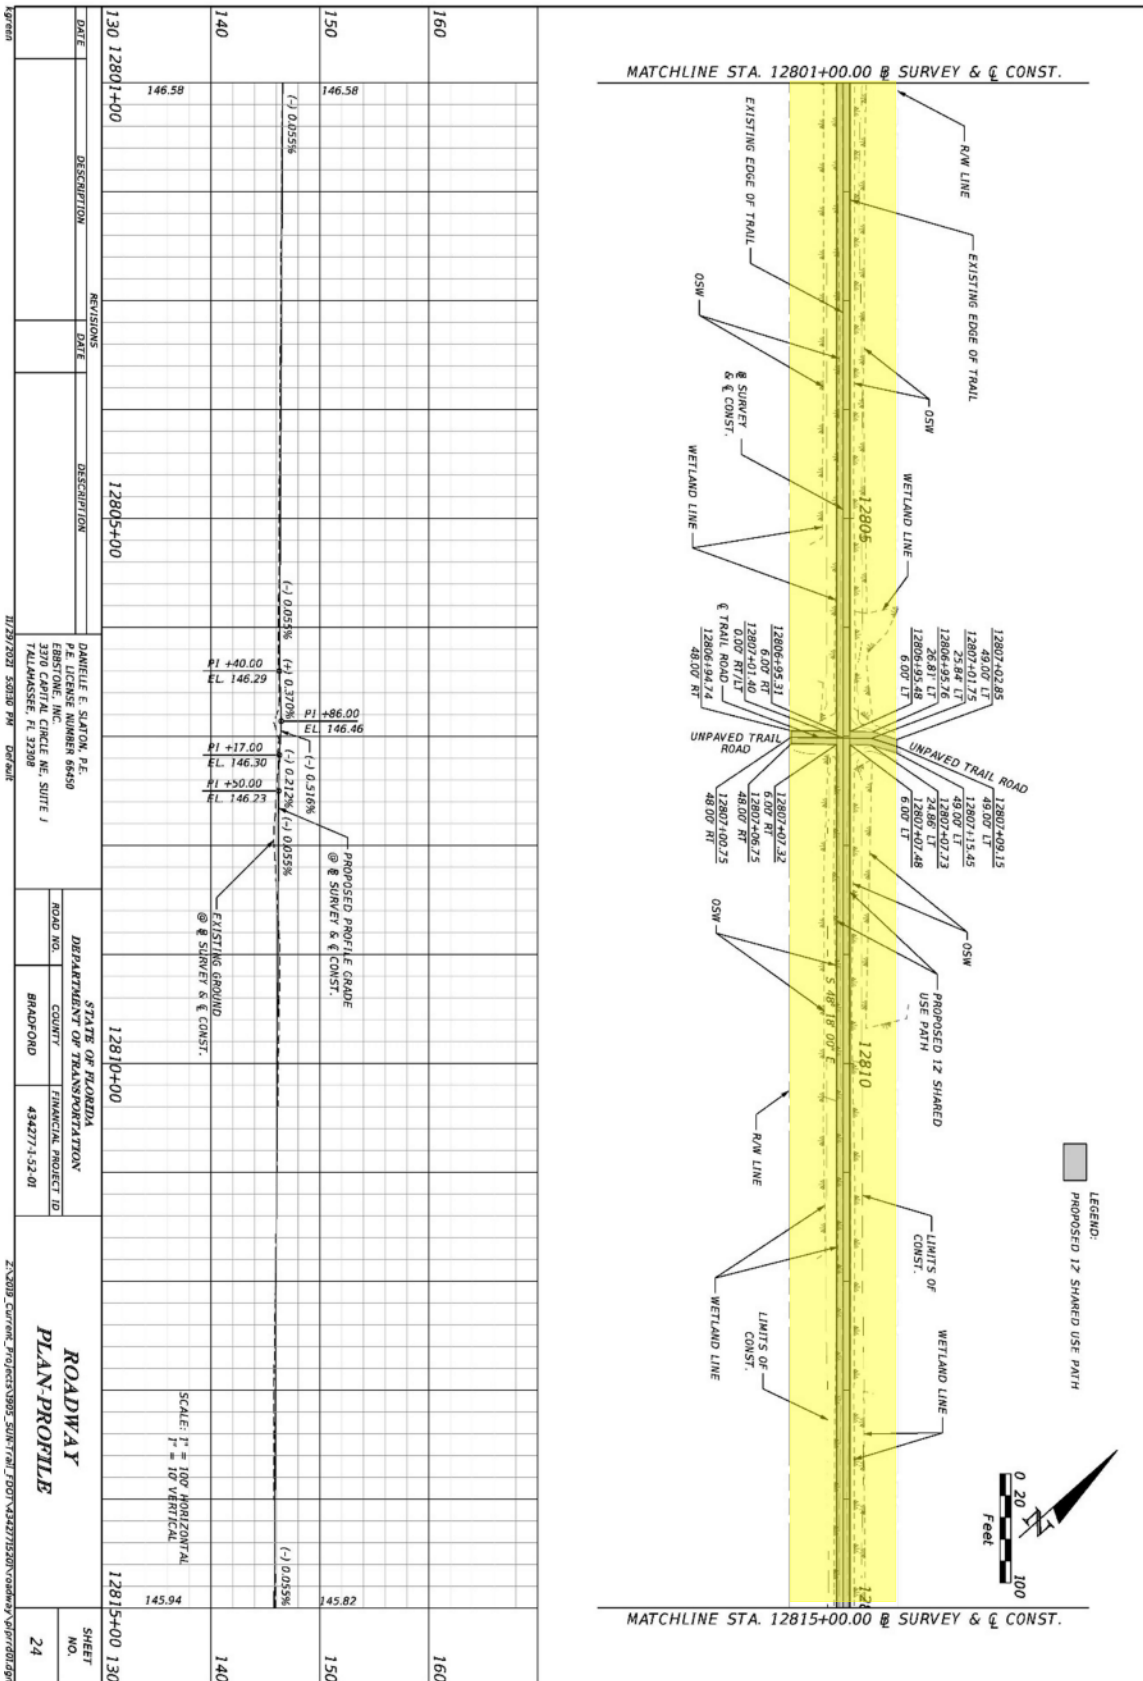 MATCHLINE STA. 12801+00.00 ⅊ SURVEY & ℄ CONST.
R/W LINE
EXISTING EDGE OF TRAIL
EXISTING EDGE OF TRAIL
OSW
OSW
⅊ SURVEY
& ℄ CONST.
WETLAND LINE
WETLAND LINE
12805
12807+02.85
49.00' LT
12807+01.75
25.84' LT
12806+95.76
26.81' LT
12806+95.48
6.00' LT
12806+95.31
6.00' RT
12807+01.40
0.00' RT/LT
℄ TRAIL ROAD
12806+94.74
48.00' RT
UNPAVED TRAIL
ROAD
UNPAVED TRAIL ROAD
12807+09.15
49.00' LT
12807+15.45
49.00' LT
12807+07.73
24.86' LT
12807+07.48
6.00' LT
12807+07.32
6.00' RT
12807+06.75
48.00' RT
12807+00.75
48.00' RT
OSW
OSW
PROPOSED 12' SHARED
USE PATH
S 48° 18' 00" E
12810
R/W LINE
LIMITS OF
CONST.
WETLAND LINE
LIMITS OF
CONST.
WETLAND LINE
LEGEND:
PROPOSED 12' SHARED USE PATH
N
0 20 100
Feet
MATCHLINE STA. 12815+00.00 ⅊ SURVEY & ℄ CONST.
160
150
140
130
160
150
140
130
146.58
146.58
(-) 0.055%
(-) 0.055%
PI +40.00
EL. 146.29
(+) 0.370%
PI +86.00
EL. 146.46
(-) 0.516%
PI +17.00
EL. 146.30
(-) 0.212%
PI +50.00
EL. 146.23
(-) 0.055%
PROPOSED PROFILE GRADE
@ ⅊ SURVEY & ℄ CONST.
EXISTING GROUND
@ ⅊ SURVEY & ℄ CONST.
(-) 0.055%
145.82
145.94
SCALE: 1" = 100' HORIZONTAL
1" = 10' VERTICAL
12801+00
12805+00
12810+00
12815+00
REVISIONS
DATE DESCRIPTION DATE DESCRIPTION
DANIELLE E. SLATON, P.E.
P.E. LICENSE NUMBER 66450
EBBSTONE, INC.
3370 CAPITAL CIRCLE NE, SUITE J
TALLAHASSEE, FL 32308
STATE OF FLORIDA
DEPARTMENT OF TRANSPORTATION
ROAD NO. COUNTY FINANCIAL PROJECT ID
BRADFORD 434277-1-52-01
ROADWAY
PLAN-PROFILE
SHEET
NO.
24
kgreen 11/29/2021 5:50:30 PM Default